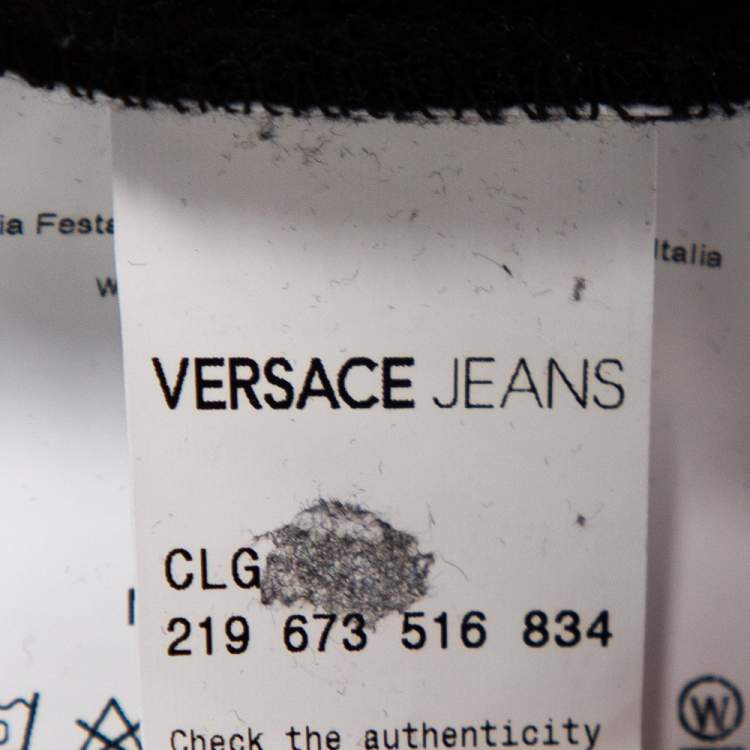 ia Festa
Italia
W
VERSACE JEANS
CLG
219 673 516 834
Check the authenticity
W